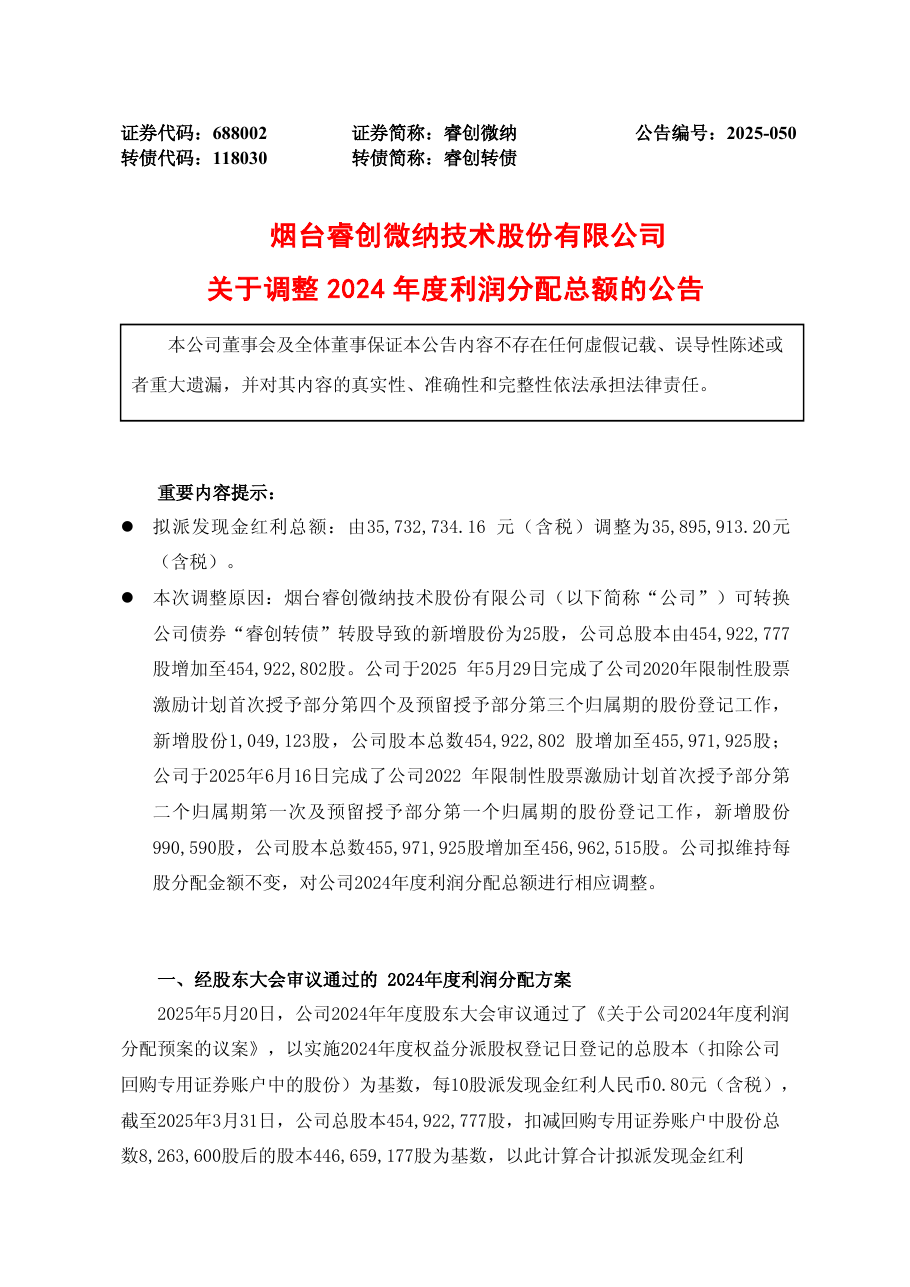 证券代码：688002 证券简称：睿创微纳 公告编号：2025-050
转债代码：118030 转债简称：睿创转债
烟台睿创微纳技术股份有限公司
关于调整 2024 年度利润分配总额的公告
本公司董事会及全体董事保证本公告内容不存在任何虚假记载、误导性陈述或
者重大遗漏，并对其内容的真实性、准确性和完整性依法承担法律责任。
重要内容提示：
● 拟派发现金红利总额：由35,732,734.16 元（含税）调整为35,895,913.20元
（含税）。
● 本次调整原因：烟台睿创微纳技术股份有限公司（以下简称“公司”）可转换
公司债券“睿创转债”转股导致的新增股份为25股，公司总股本由454,922,777
股增加至454,922,802股。公司于2025 年5月29日完成了公司2020年限制性股票
激励计划首次授予部分第四个及预留授予部分第三个归属期的股份登记工作，
新增股份1,049,123股，公司股本总数454,922,802 股增加至455,971,925股；
公司于2025年6月16日完成了公司2022 年限制性股票激励计划首次授予部分第
二个归属期第一次及预留授予部分第一个归属期的股份登记工作，新增股份
990,590股，公司股本总数455,971,925股增加至456,962,515股。公司拟维持每
股分配金额不变，对公司2024年度利润分配总额进行相应调整。
一、经股东大会审议通过的 2024年度利润分配方案
2025年5月20日，公司2024年年度股东大会审议通过了《关于公司2024年度利润
分配预案的议案》，以实施2024年度权益分派股权登记日登记的总股本（扣除公司
回购专用证券账户中的股份）为基数，每10股派发现金红利人民币0.80元（含税），
截至2025年3月31日，公司总股本454,922,777股，扣减回购专用证券账户中股份总
数8,263,600股后的股本446,659,177股为基数，以此计算合计拟派发现金红利